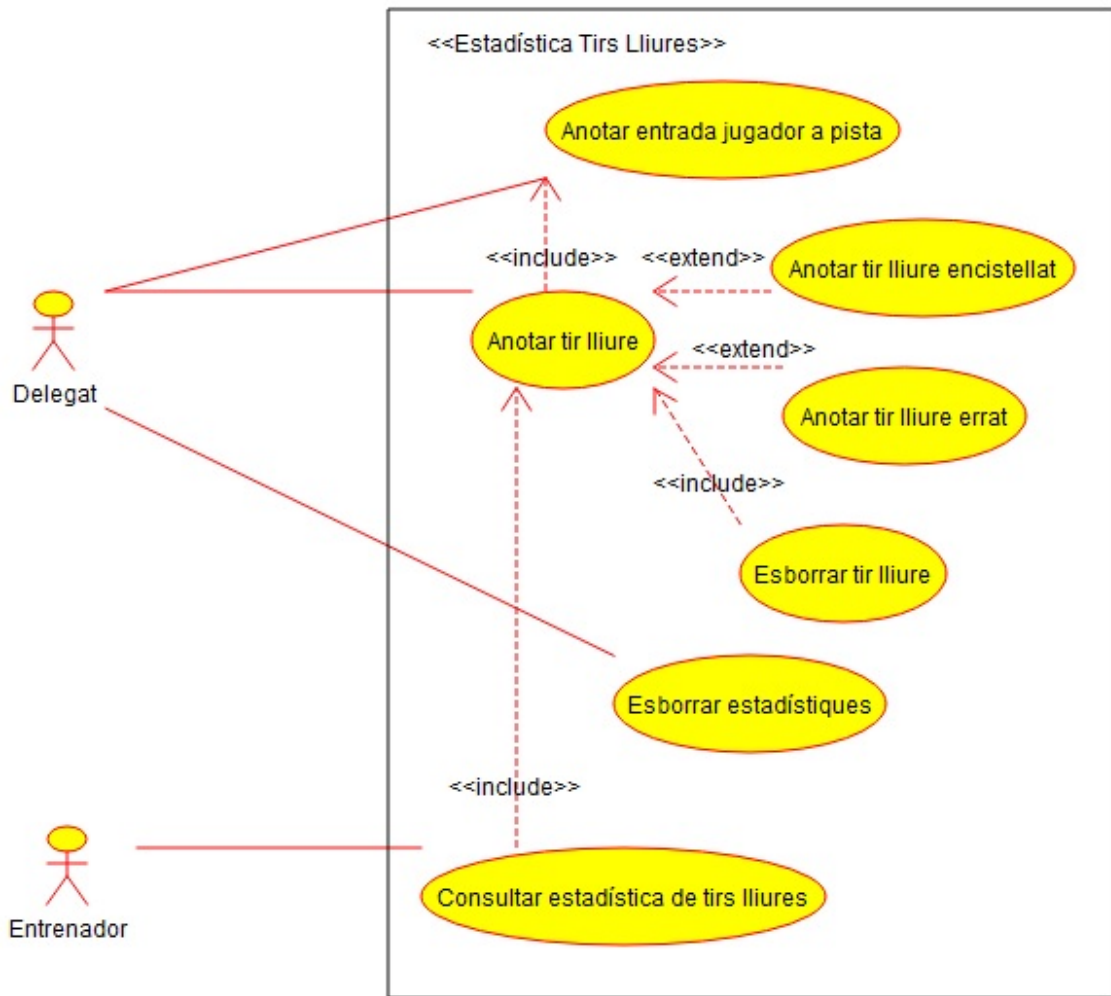 <<Estadística Tirs Lliures>>
Anotar entrada jugador a pista
<<include>>
<<extend>>
Anotar tir lliure encistellat
Anotar tir lliure
<<extend>>
Delegat
Anotar tir lliure errat
<<include>>
Esborrar tir lliure
Esborrar estadístiques
<<include>>
Consultar estadística de tirs lliures
Entrenador